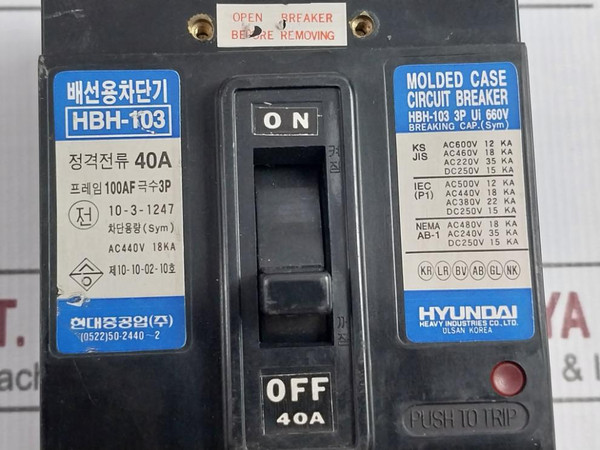 OPEN BREAKER
BEFORE REMOVING
배선용차단기
HBH-103
정격전류 40A
프레임 100AF 극수3P
전 10-3-1247
차단용량(Sym)
AC440V 18KA
제10-10-02-10호
현대중공업(주)
(0522)50-2440~2
ON
OFF
40A
MOLDED CASE
CIRCUIT BREAKER
HBH-103 3P Ui 660V
BREAKING CAP.(Sym)
KS JIS
AC600V 12 KA
AC460V 18 KA
AC220V 35 KA
DC250V 15 KA
IEC (P1)
AC500V 12 KA
AC440V 18 KA
AC380V 22 KA
DC250V 15 KA
NEMA AB-1
AC480V 18 KA
AC240V 35 KA
DC250V 15 KA
KR LR BV AB GL NK
HYUNDAI
HEAVY INDUSTRIES CO., LTD.
ULSAN KOREA
PUSH TO TRIP